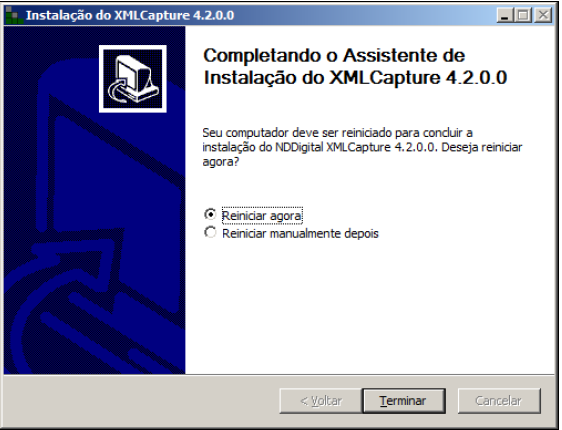 Instalação do XMLCapture 4.2.0.0
Completando o Assistente de
Instalação do XMLCapture 4.2.0.0
Seu computador deve ser reiniciado para concluir a
instalação do NDDigital XMLCapture 4.2.0.0. Deseja reiniciar
agora?
Reiniciar agora
Reiniciar manualmente depois
< Voltar Terminar Cancelar